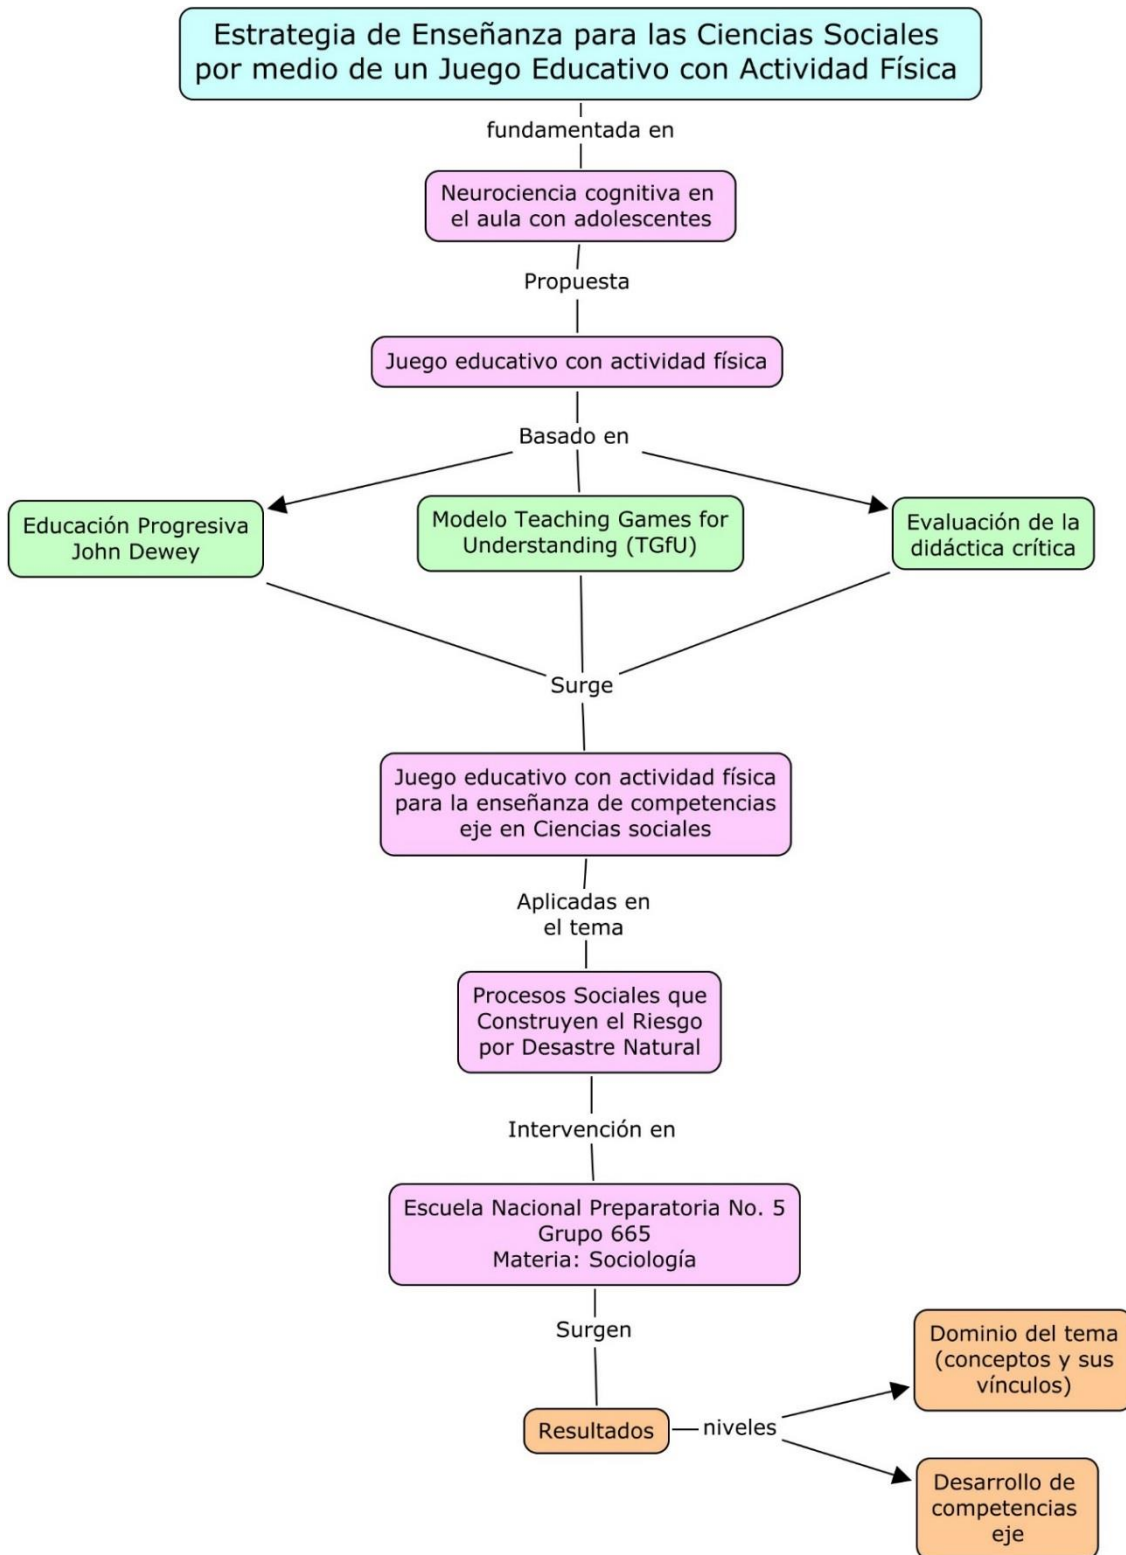 Estrategia de Enseñanza para las Ciencias Sociales
por medio de un Juego Educativo con Actividad Física
fundamentada en
Neurociencia cognitiva en
el aula con adolescentes
Propuesta
Juego educativo con actividad física
Basado en
Educación Progresiva
John Dewey
Modelo Teaching Games for
Understanding (TGfU)
Evaluación de la
didáctica crítica
Surge
Juego educativo con actividad física
para la enseñanza de competencias
eje en Ciencias sociales
Aplicadas en
el tema
Procesos Sociales que
Construyen el Riesgo
por Desastre Natural
Intervención en
Escuela Nacional Preparatoria No. 5
Grupo 665
Materia: Sociología
Surgen
Resultados
niveles
Dominio del tema
(conceptos y sus
vínculos)
Desarrollo de
competencias
eje